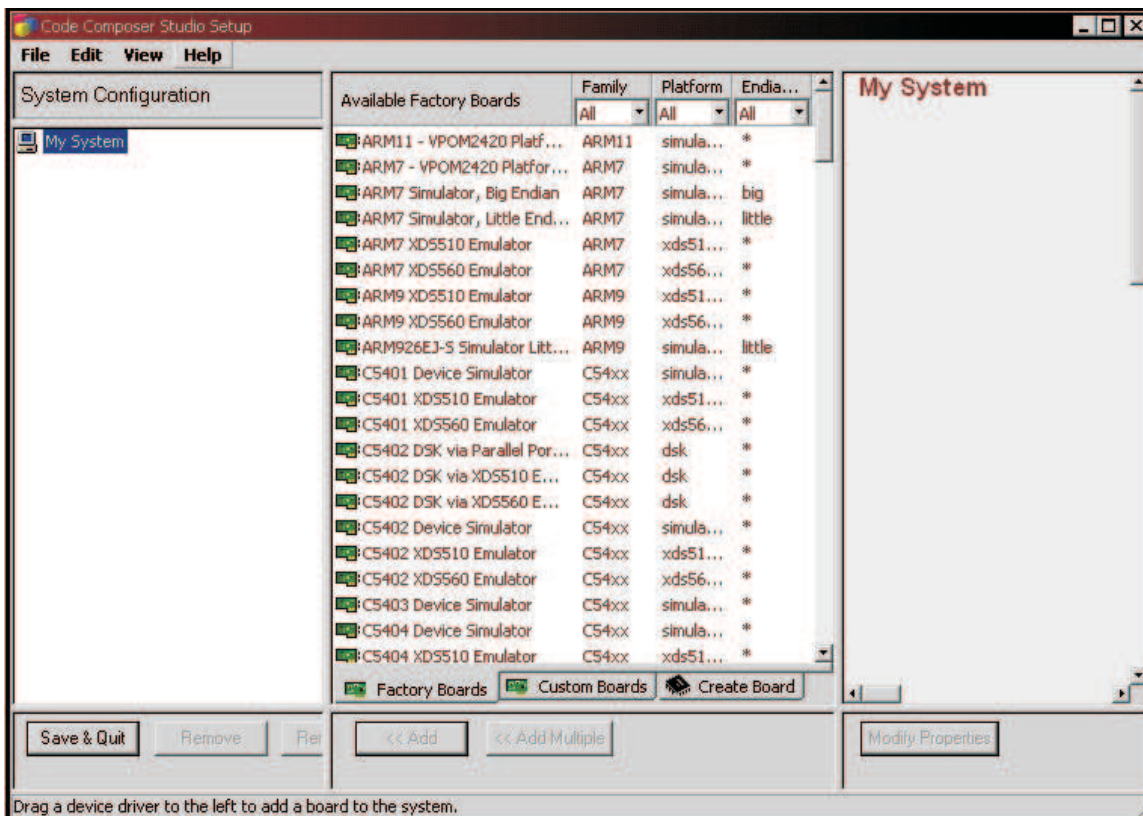 Code Composer Studio Setup
File Edit View Help
System Configuration
My System
Available Factory Boards Family Platform Endia...
All All All
ARM11 - VPOM2420 Platf... ARM11 simula... *
ARM7 - VPOM2420 Platfor... ARM7 simula... *
ARM7 Simulator, Big Endian ARM7 simula... big
ARM7 Simulator, Little End... ARM7 simula... little
ARM7 XDS510 Emulator ARM7 xds51... *
ARM7 XDS560 Emulator ARM7 xds56... *
ARM9 XDS510 Emulator ARM9 xds51... *
ARM9 XDS560 Emulator ARM9 xds56... *
ARM926EJ-S Simulator Litt... ARM9 simula... little
C5401 Device Simulator C54xx simula... *
C5401 XDS510 Emulator C54xx xds51... *
C5401 XDS560 Emulator C54xx xds56... *
C5402 DSK via Parallel Por... C54xx dsk *
C5402 DSK via XDS510 E... C54xx dsk *
C5402 DSK via XDS560 E... C54xx dsk *
C5402 Device Simulator C54xx simula... *
C5402 XDS510 Emulator C54xx xds51... *
C5402 XDS560 Emulator C54xx xds56... *
C5403 Device Simulator C54xx simula... *
C5404 Device Simulator C54xx simula... *
C5404 XDS510 Emulator C54xx xds51... *
Factory Boards Custom Boards Create Board
My System
Save & Quit Remove Rer << Add << Add Multiple Modify Properties
Drag a device driver to the left to add a board to the system.